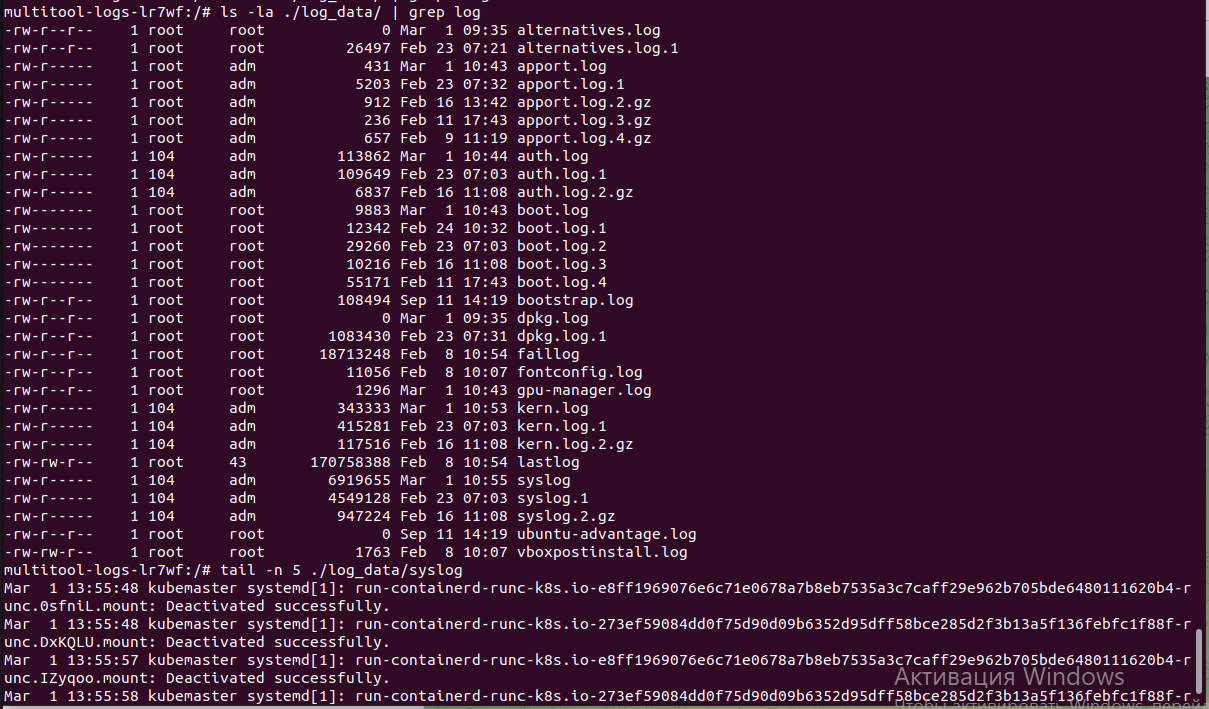 multitool-logs-lr7wf:/# ls -la ./log_data/ | grep log
-rw-r--r-- 1 root root 0 Mar 1 09:35 alternatives.log
-rw-r--r-- 1 root root 26497 Feb 23 07:21 alternatives.log.1
-rw-r----- 1 root adm 431 Mar 1 10:43 apport.log
-rw-r----- 1 root adm 5203 Feb 23 07:32 apport.log.1
-rw-r----- 1 root adm 912 Feb 16 13:42 apport.log.2.gz
-rw-r----- 1 root adm 236 Feb 11 17:43 apport.log.3.gz
-rw-r----- 1 root adm 657 Feb 9 11:19 apport.log.4.gz
-rw-r----- 1 104 adm 113862 Mar 1 10:44 auth.log
-rw-r----- 1 104 adm 109649 Feb 23 07:03 auth.log.1
-rw-r----- 1 104 adm 6837 Feb 16 11:08 auth.log.2.gz
-rw------- 1 root root 9883 Mar 1 10:43 boot.log
-rw------- 1 root root 12342 Feb 24 10:32 boot.log.1
-rw------- 1 root root 29260 Feb 23 07:03 boot.log.2
-rw------- 1 root root 10216 Feb 16 11:08 boot.log.3
-rw------- 1 root root 55171 Feb 11 17:43 boot.log.4
-rw-r--r-- 1 root root 108494 Sep 11 14:19 bootstrap.log
-rw-r--r-- 1 root root 0 Mar 1 09:35 dpkg.log
-rw-r--r-- 1 root root 1083430 Feb 23 07:31 dpkg.log.1
-rw-r--r-- 1 root root 18713248 Feb 8 10:54 faillog
-rw-r--r-- 1 root root 11056 Feb 8 10:07 fontconfig.log
-rw-r--r-- 1 root root 1296 Mar 1 10:43 gpu-manager.log
-rw-r----- 1 104 adm 343333 Mar 1 10:53 kern.log
-rw-r----- 1 104 adm 415281 Feb 23 07:03 kern.log.1
-rw-r----- 1 104 adm 117516 Feb 16 11:08 kern.log.2.gz
-rw-rw-r-- 1 root 43 170758388 Feb 8 10:54 lastlog
-rw-r----- 1 104 adm 6919655 Mar 1 10:55 syslog
-rw-r----- 1 104 adm 4549128 Feb 23 07:03 syslog.1
-rw-r----- 1 104 adm 947224 Feb 16 11:08 syslog.2.gz
-rw-r--r-- 1 root root 0 Sep 11 14:19 ubuntu-advantage.log
-rw-rw-r-- 1 root root 1763 Feb 8 10:07 vboxpostinstall.log
multitool-logs-lr7wf:/# tail -n 5 ./log_data/syslog
Mar 1 13:55:48 kubemaster systemd[1]: run-containerd-runc-k8s.io-e8ff1969076e6c71e0678a7b8eb7535a3c7caff29e962b705bde6480111620b4-r
unc.0sfniL.mount: Deactivated successfully.
Mar 1 13:55:48 kubemaster systemd[1]: run-containerd-runc-k8s.io-273ef59084dd0f75d90d09b6352d95dff58bce285d2f3b13a5f136febfc1f88f-r
unc.DxKQLU.mount: Deactivated successfully.
Mar 1 13:55:57 kubemaster systemd[1]: run-containerd-runc-k8s.io-e8ff1969076e6c71e0678a7b8eb7535a3c7caff29e962b705bde6480111620b4-r
unc.IZyqoo.mount: Deactivated successfully.
Mar 1 13:55:58 kubemaster systemd[1]: run-containerd-runc-k8s.io-273ef59084dd0f75d90d09b6352d95dff58bce285d2f3b13a5f136febfc1f88f-r
Активация Windows
Чтобы активировать Windows, перей